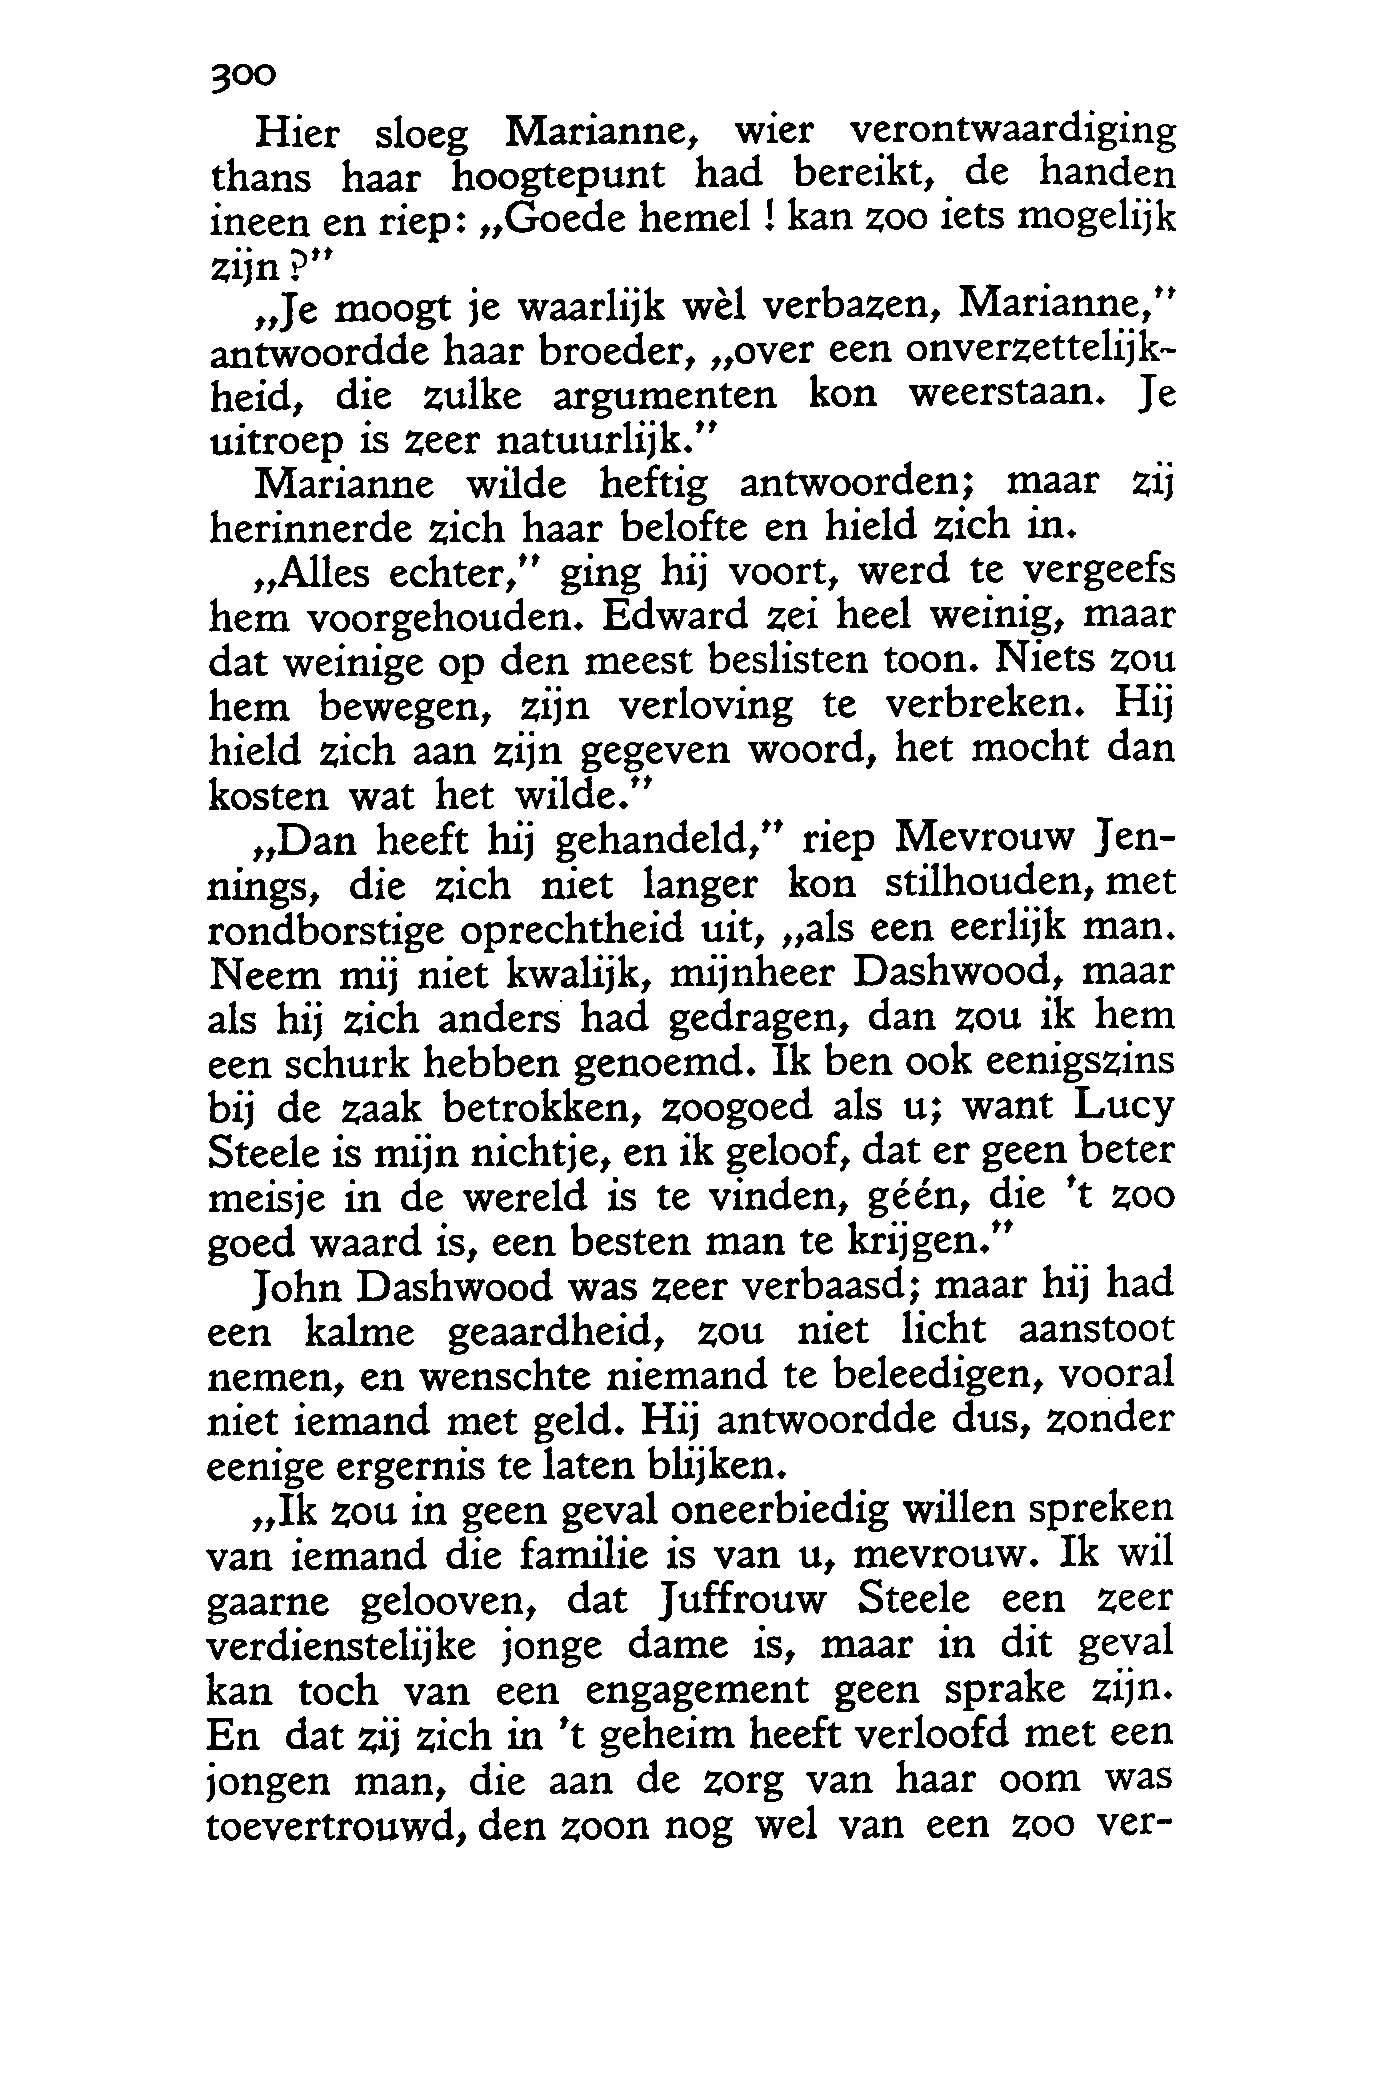 300
Hier sloeg Marianne, wier verontwaardiging
thans haar hoogtepunt had bereikt, de handen
ineen en riep: „Goede hemel ! kan zoo iets mogelijk
zijn ?”
„Je moogt je waarlijk wèl verbazen, Marianne,”
antwoordde haar broeder, „over een onverzettelijk-
heid, die zulke argumenten kon weerstaan. Je
uitroep is zeer natuurlijk.”
Marianne wilde heftig antwoorden; maar zij
herinnerde zich haar belofte en hield zich in.
„Alles echter,” ging hij voort, werd te vergeefs
hem voorgehouden. Edward zei heel weinig, maar
dat weinige op den meest beslisten toon. Niets zou
hem bewegen, zijn verloving te verbreken. Hij
hield zich aan zijn gegeven woord, het mocht dan
kosten wat het wilde.”
„Dan heeft hij gehandeld,” riep Mevrouw Jen-
nings, die zich niet langer kon stilhouden, met
rondborstige oprechtheid uit, „als een eerlijk man.
Neem mij niet kwalijk, mijnheer Dashwood, maar
als hij zich anders had gedragen, dan zou ik hem
een schurk hebben genoemd. Ik ben ook eenigszins
bij de zaak betrokken, zoogoed als u; want Lucy
Steele is mijn nichtje, en ik geloof, dat er geen beter
meisje in de wereld is te vinden, géén, die 't zoo
goed waard is, een besten man te krijgen.”
John Dashwood was zeer verbaasd; maar hij had
een kalme geaardheid, zou niet licht aanstoot
nemen, en wenschte niemand te beleedigen, vooral
niet iemand met geld. Hij antwoordde dus, zonder
eenige ergernis te laten blijken.
„Ik zou in geen geval oneerbiedig willen spreken
van iemand die familie is van u, mevrouw. Ik wil
gaarne gelooven, dat Juffrouw Steele een zeer
verdienstelijke jonge dame is, maar in dit geval
kan toch van een engagement geen sprake zijn.
En dat zij zich in 't geheim heeft verloofd met een
jongen man, die aan de zorg van haar oom was
toevertrouwd, den zoon nog wel van een zoo ver-